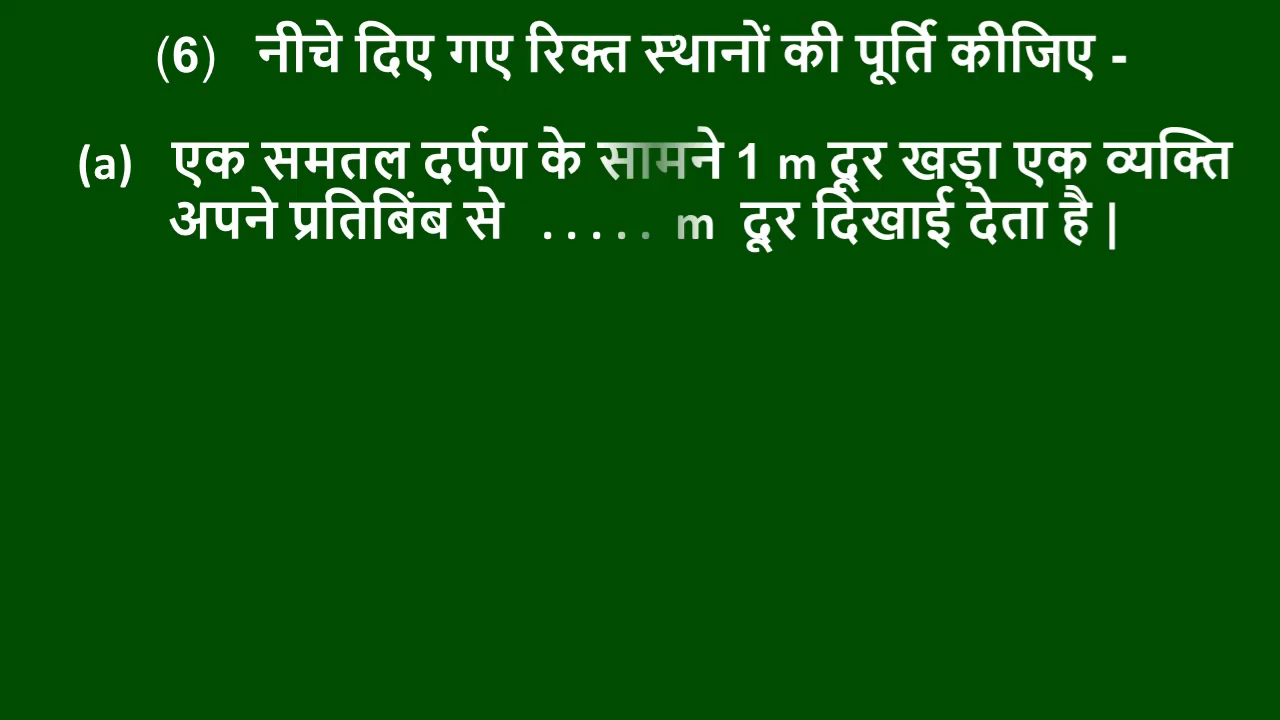 (6) नीचे दिए गए रिक्त स्थानों की पूर्ति कीजिए -
(a) एक समतल दर्पण के सामने 1 m दूर खड़ा एक व्यक्ति
अपने प्रतिबिंब से . . . . . m दूर दिखाई देता है |